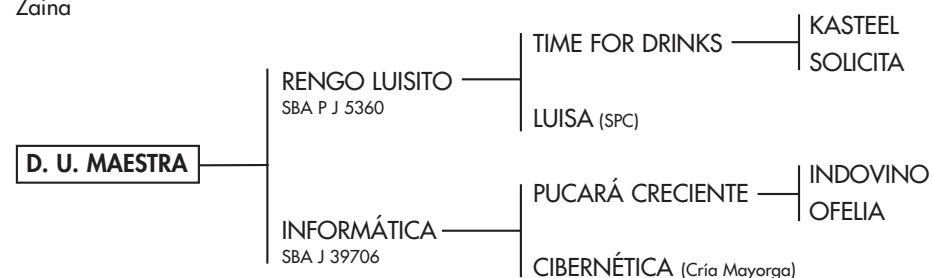 Zaina
KASTEEL
TIME FOR DRINKS
SOLICITA
RENGO LUISITO
SBA P J 5360
LUISA (SPC)
D. U. MAESTRA
INDOVINO
PUCARÁ CRECIENTE
OFELIA
INFORMÁTICA
SBA J 39706
CIBERNÉTICA (Cría Mayorga)